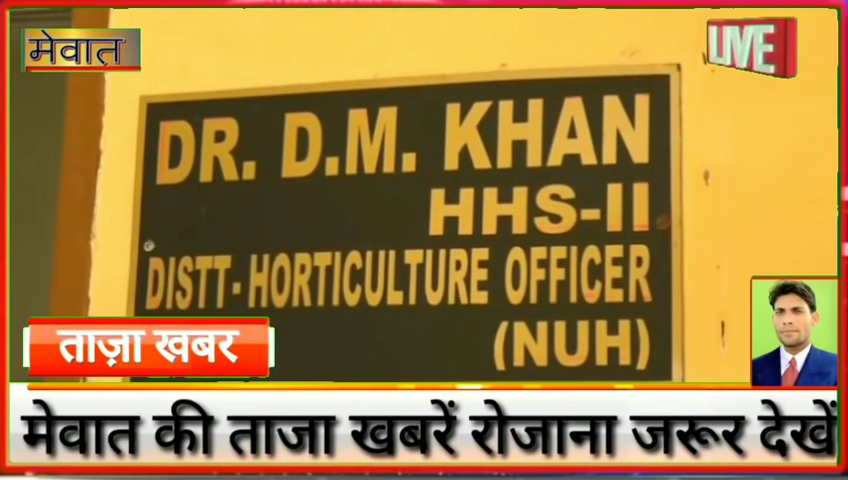 मेवात
LIVE
DR. D.M. KHAN
HHS-II
DISTT- HORTICULTURE OFFICER
(NUH)
ताज़ा खबर
मेवात की ताजा खबरें रोजाना जरूर देखें